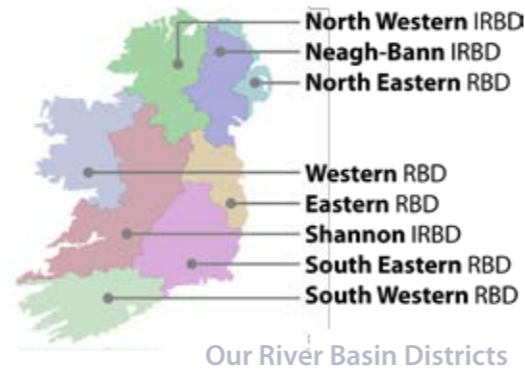 North Western IRBD
Neagh-Bann IRBD
North Eastern RBD
Western RBD
Eastern RBD
Shannon IRBD
South Eastern RBD
South Western RBD
Our River Basin Districts